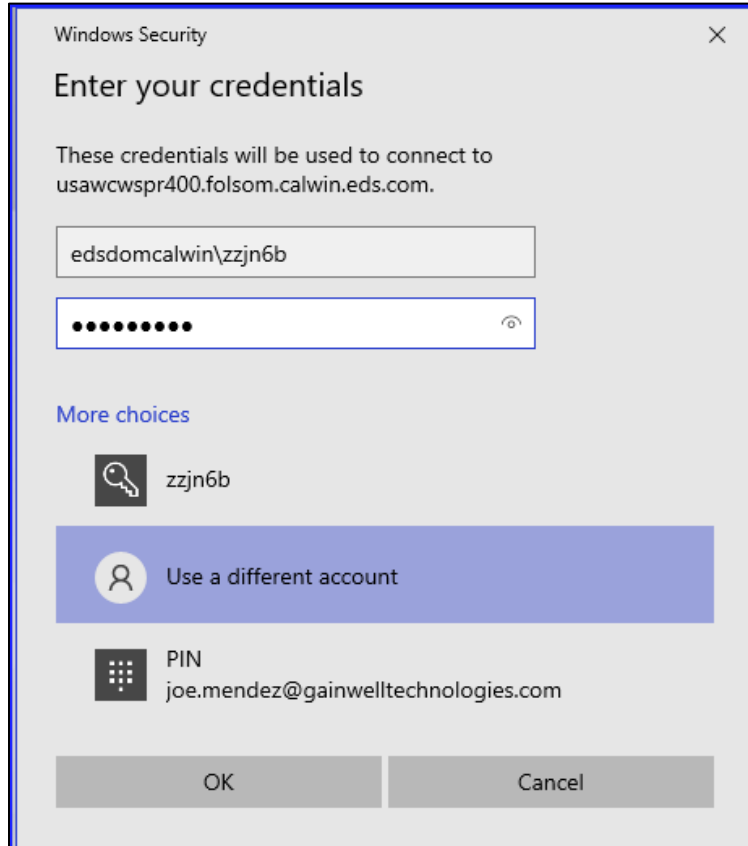 Windows Security
Enter your credentials
These credentials will be used to connect to
usawcwspr400.folsom.calwin.eds.com.
edsdomcalwin\zzjn6b
●●●●●●●●●
More choices
zzjn6b
Use a different account
PIN
joe.mendez@gainwelltechnologies.com
OK Cancel